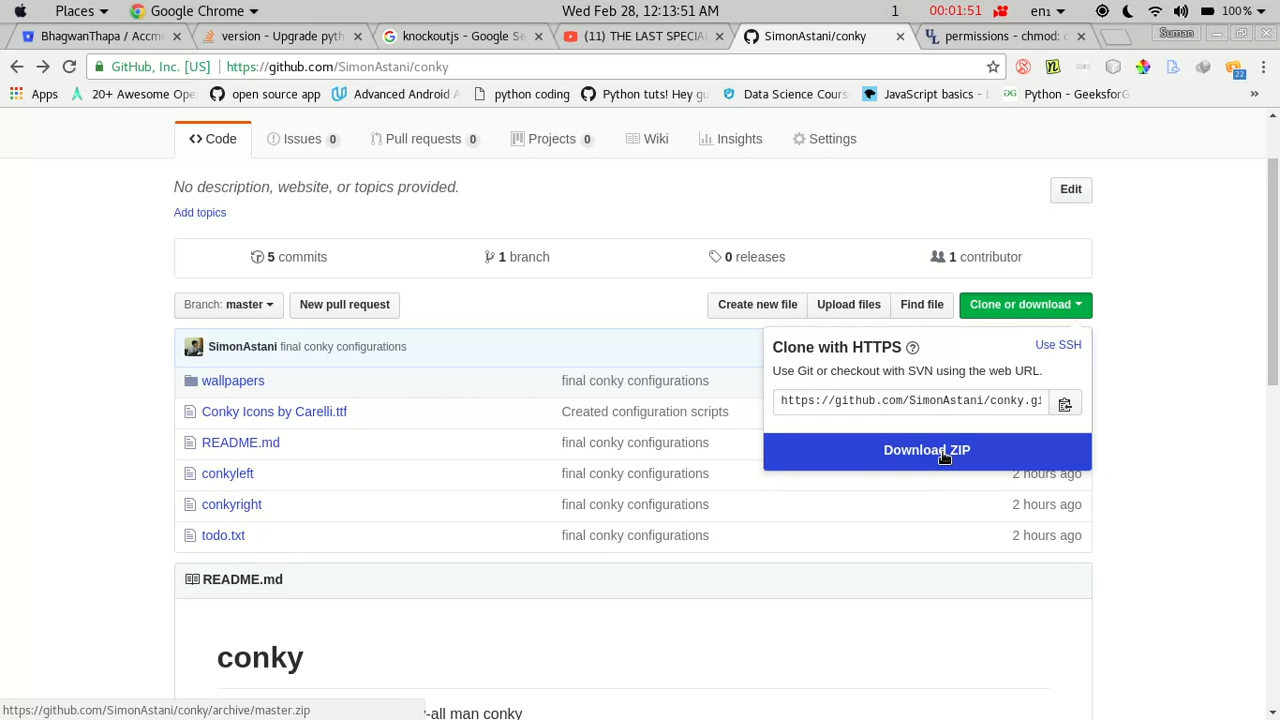 Places Google Chrome Wed Feb 28, 12:13:51 AM 1 00:01:51 en₁ 100%
BhagwanThapa / Accm version - Upgrade pyth knockoutjs - Google Se (11) THE LAST SPECIA SimonAstani/conky permissions - chmod: Suman
GitHub, Inc. [US] https://github.com/SimonAstani/conky 22
Apps 20+ Awesome Ope open source app Advanced Android A python coding Python tuts! Hey gu Data Science Cours JavaScript basics - L Python - GeeksforG »
Code Issues 0 Pull requests 0 Projects 0 Wiki Insights Settings
No description, website, or topics provided. Edit
Add topics
5 commits 1 branch 0 releases 1 contributor
Branch: master New pull request Create new file Upload files Find file Clone or download
SimonAstani final conky configurations
Clone with HTTPS Use SSH
Use Git or checkout with SVN using the web URL.
https://github.com/SimonAstani/conky.gi
Download ZIP
wallpapers final conky configurations
Conky Icons by Carelli.ttf Created configuration scripts
README.md final conky configurations
conkyleft final conky configurations 2 hours ago
conkyright final conky configurations 2 hours ago
todo.txt final conky configurations 2 hours ago
README.md
conky
y-all man conky
https://github.com/SimonAstani/conky/archive/master.zip